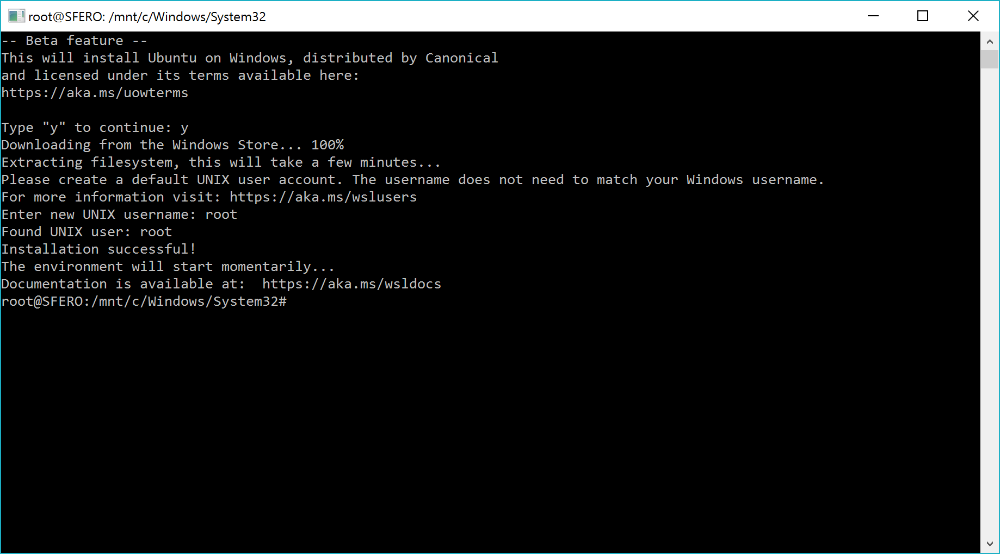 root@SFERO: /mnt/c/Windows/System32
-- Beta feature --
This will install Ubuntu on Windows, distributed by Canonical
and licensed under its terms available here:
https://aka.ms/uowterms

Type "y" to continue: y
Downloading from the Windows Store... 100%
Extracting filesystem, this will take a few minutes...
Please create a default UNIX user account. The username does not need to match your Windows username.
For more information visit: https://aka.ms/wslusers
Enter new UNIX username: root
Found UNIX user: root
Installation successful!
The environment will start momentarily...
Documentation is available at:  https://aka.ms/wsldocs
root@SFERO:/mnt/c/Windows/System32#